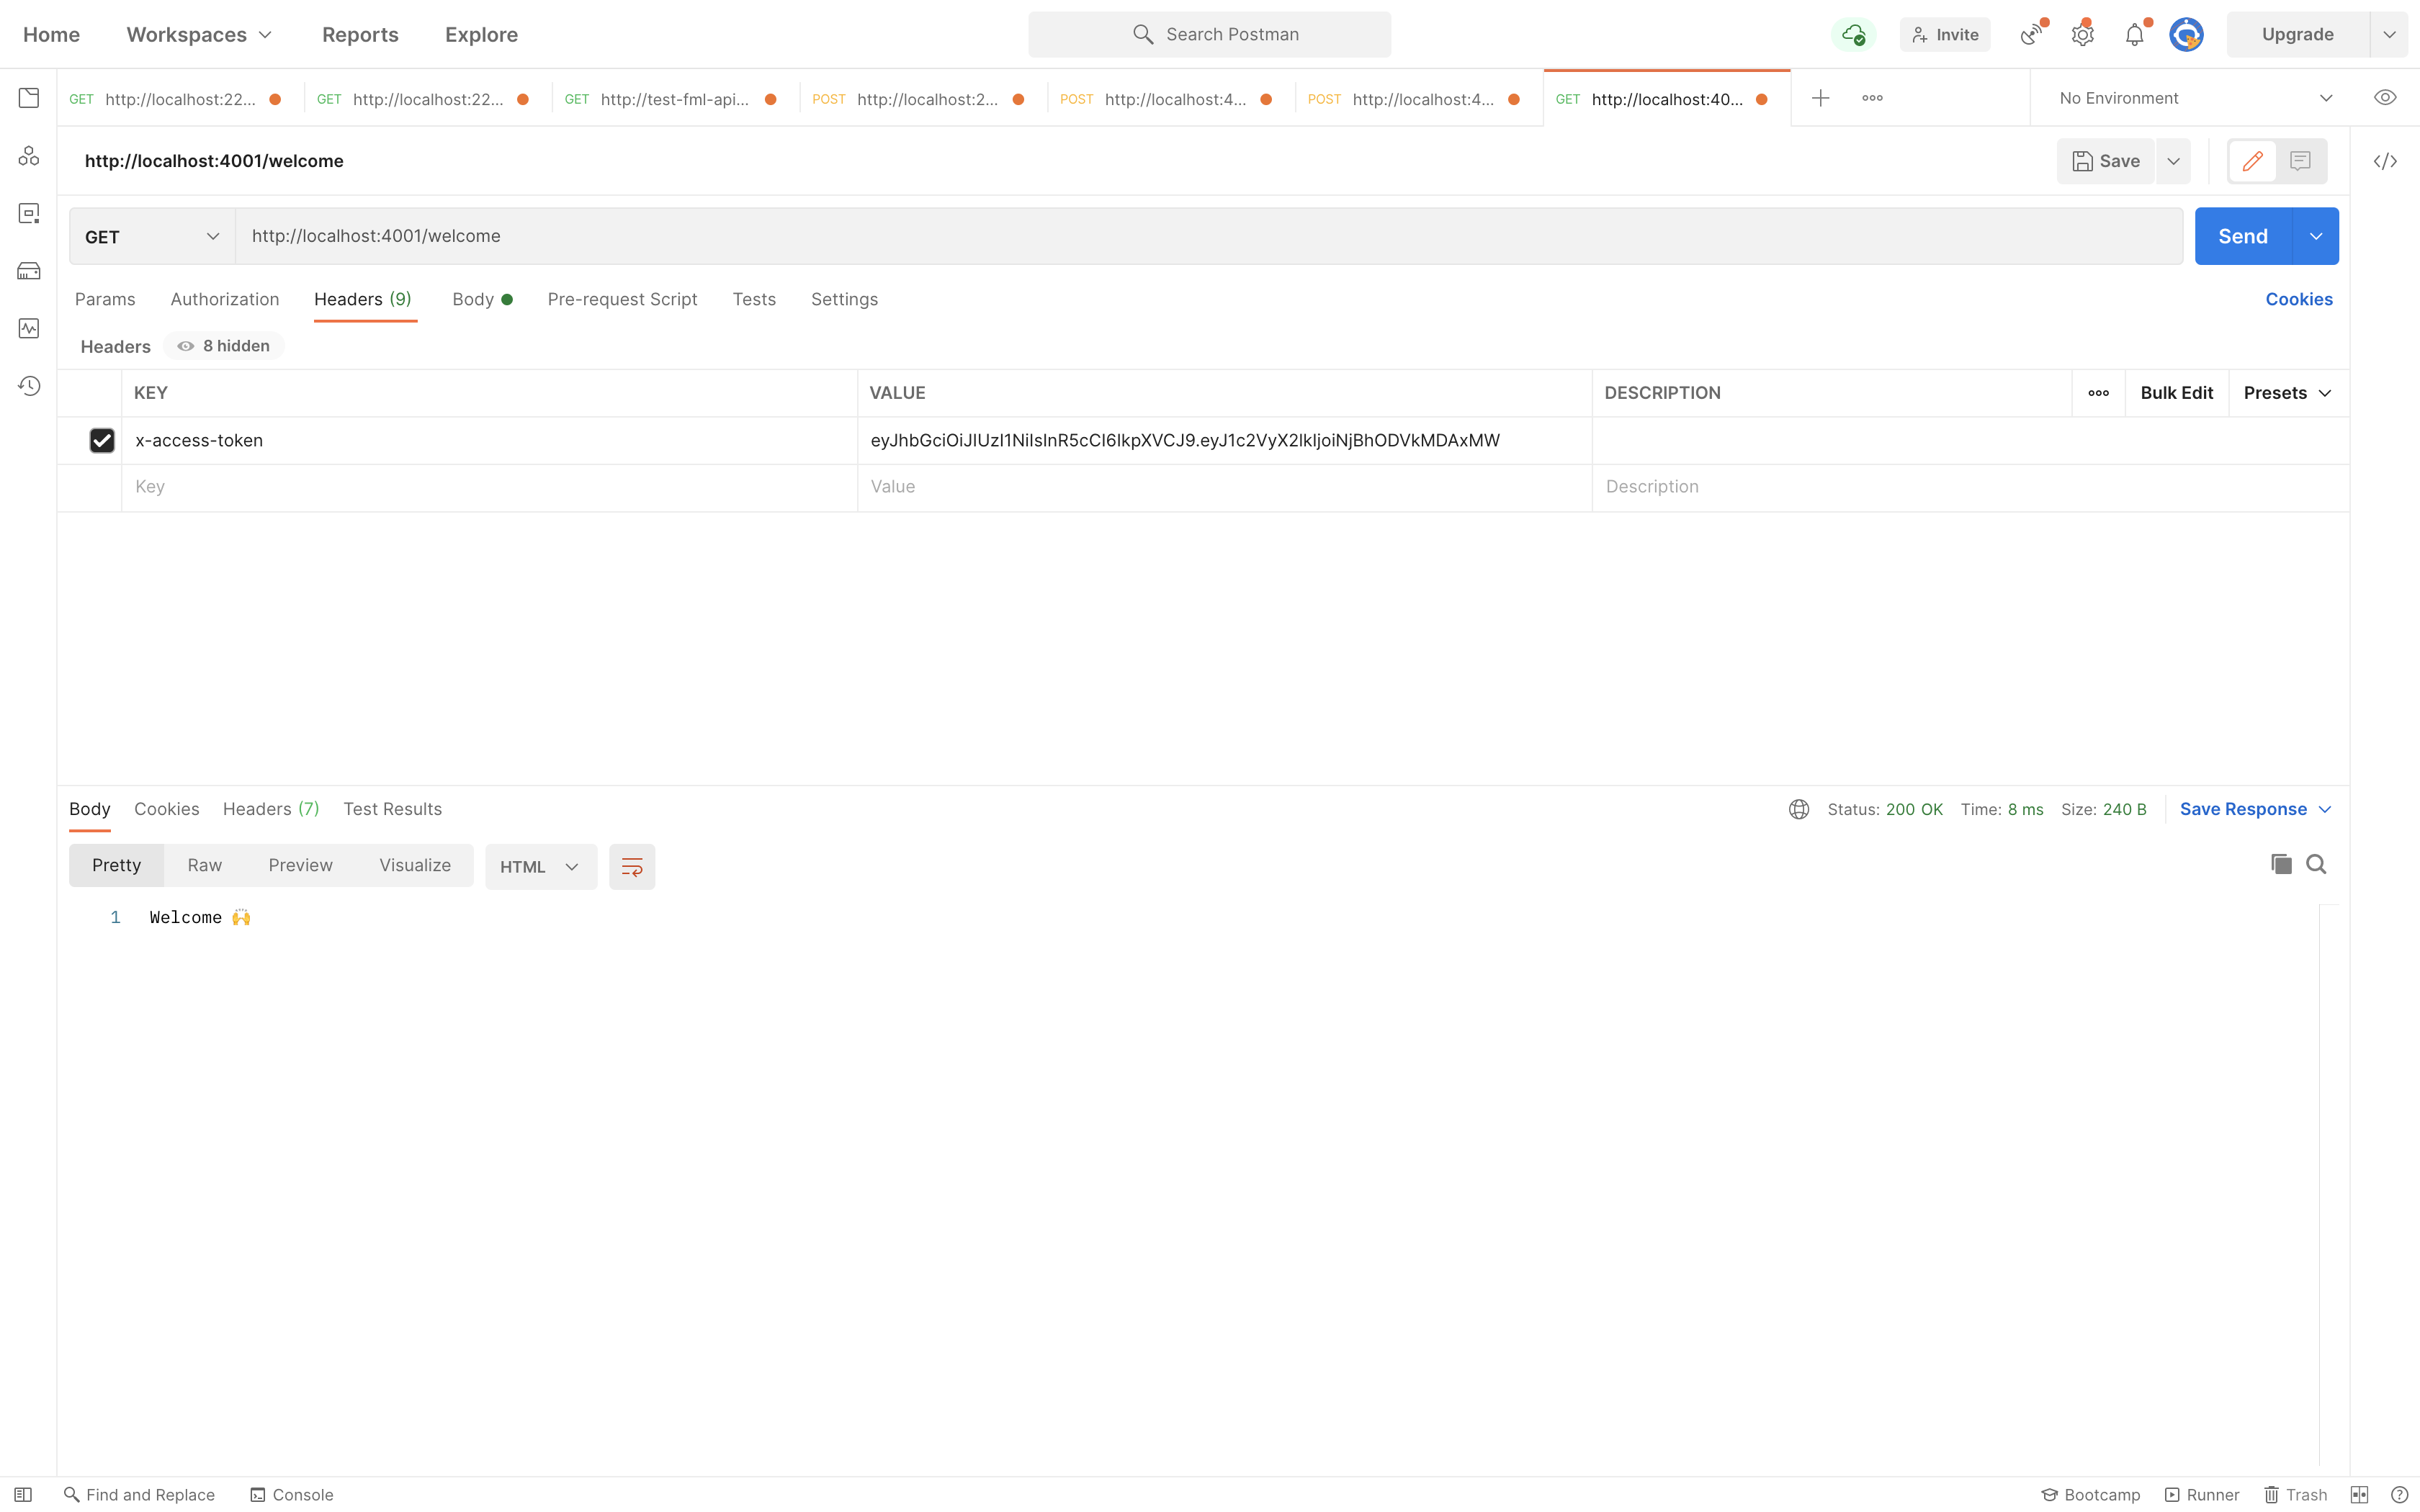 Home Workspaces Reports Explore Search Postman Invite Upgrade
GET http://localhost:22... GET http://localhost:22... GET http://test-fml-api... POST http://localhost:2... POST http://localhost:4... POST http://localhost:4... GET http://localhost:40... No Environment
http://localhost:4001/welcome Save
GET http://localhost:4001/welcome Send
Params Authorization Headers (9) Body Pre-request Script Tests Settings Cookies
Headers 8 hidden
KEY VALUE DESCRIPTION Bulk Edit Presets
x-access-token eyJhbGciOiJIUzI1NiIsInR5cCI6IkpXVCJ9.eyJ1c2VyX2lkIjoiNjBhODVkMDAxMW
Key Value Description
Body Cookies Headers (7) Test Results Status: 200 OK Time: 8 ms Size: 240 B Save Response
Pretty Raw Preview Visualize HTML
1 Welcome 🙌
Find and Replace Console Bootcamp Runner Trash